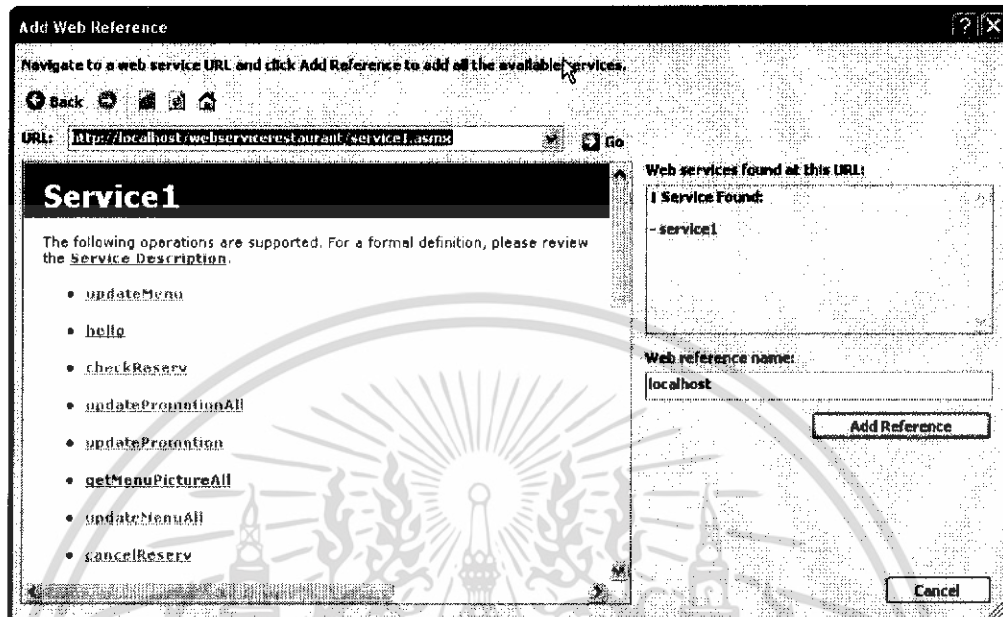 Add Web Reference
Navigate to a web service URL and click Add Reference to add all the available services.
Back
URL: http://localhost/webservicerestaurant/service1.asmx Go
Service1
The following operations are supported. For a formal definition, please review
the Service Description.
• updateMenu
• hello
• checkReserv
• updatePromotionAll
• updatePromotion
• getMenuPictureAll
• updateMenuAll
• cancelReserv
Web services found at this URL:
1 Service Found:
- service1
Web reference name:
localhost
Add Reference
Cancel